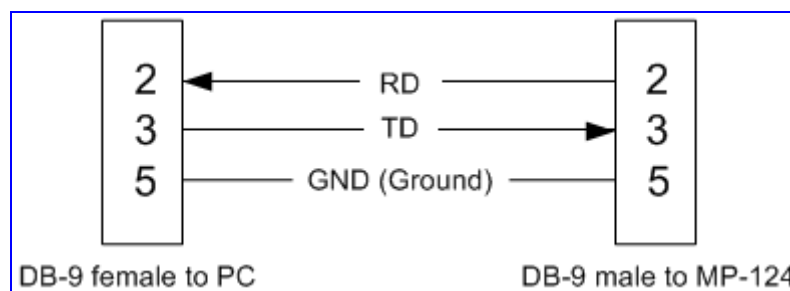 2 RD 2
3 TD 3
5 GND (Ground) 5
DB-9 female to PC DB-9 male to MP-124